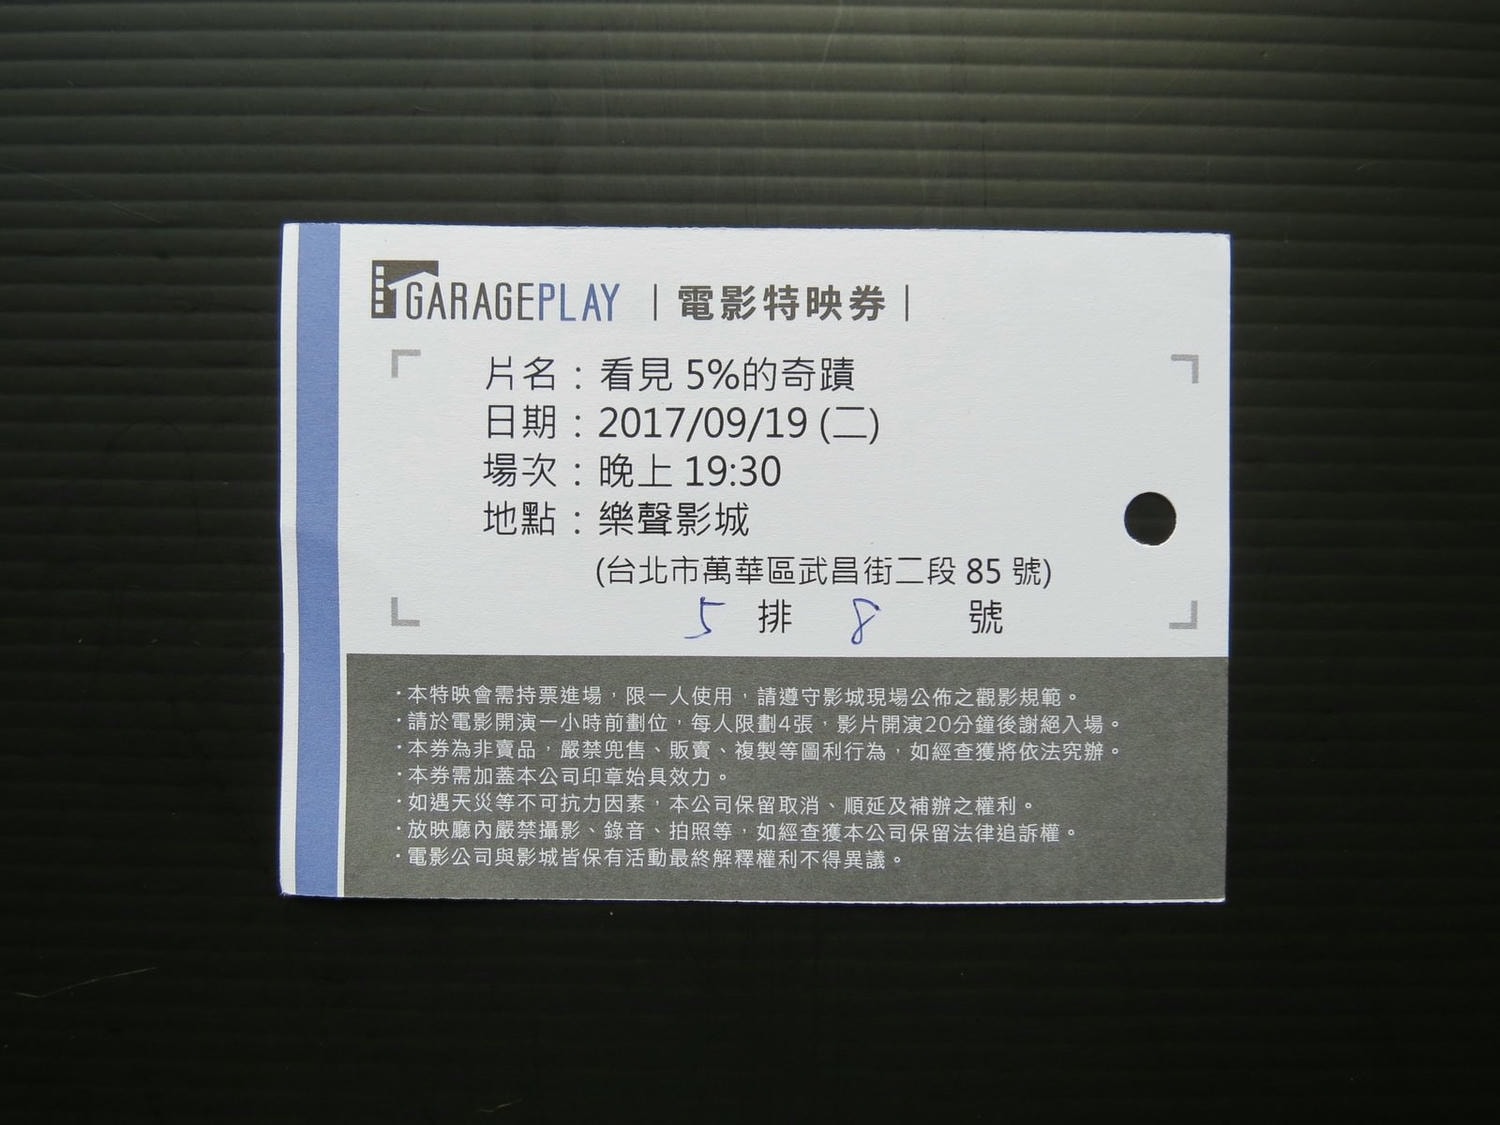 GARAGEPLAY |電影特映券|
片名：看見 5%的奇蹟
日期：2017/09/19 (二)
場次：晚上 19:30
地點：樂聲影城
(台北市萬華區武昌街二段 85 號)
5 排 8 號
·本特映會需持票進場，限一人使用，請遵守影城現場公佈之觀影規範。
·請於電影開演一小時前劃位，每人限劃4張，影片開演20分鐘後謝絕入場。
·本券為非賣品，嚴禁兜售、販賣、複製等圖利行為，如經查獲將依法究辦。
·本券需加蓋本公司印章始具效力。
·如遇天災等不可抗力因素，本公司保留取消、順延及補辦之權利。
·放映廳內嚴禁攝影、錄音、拍照等，如經查獲本公司保留法律追訴權。
·電影公司與影城皆保有活動最終解釋權利不得異議。